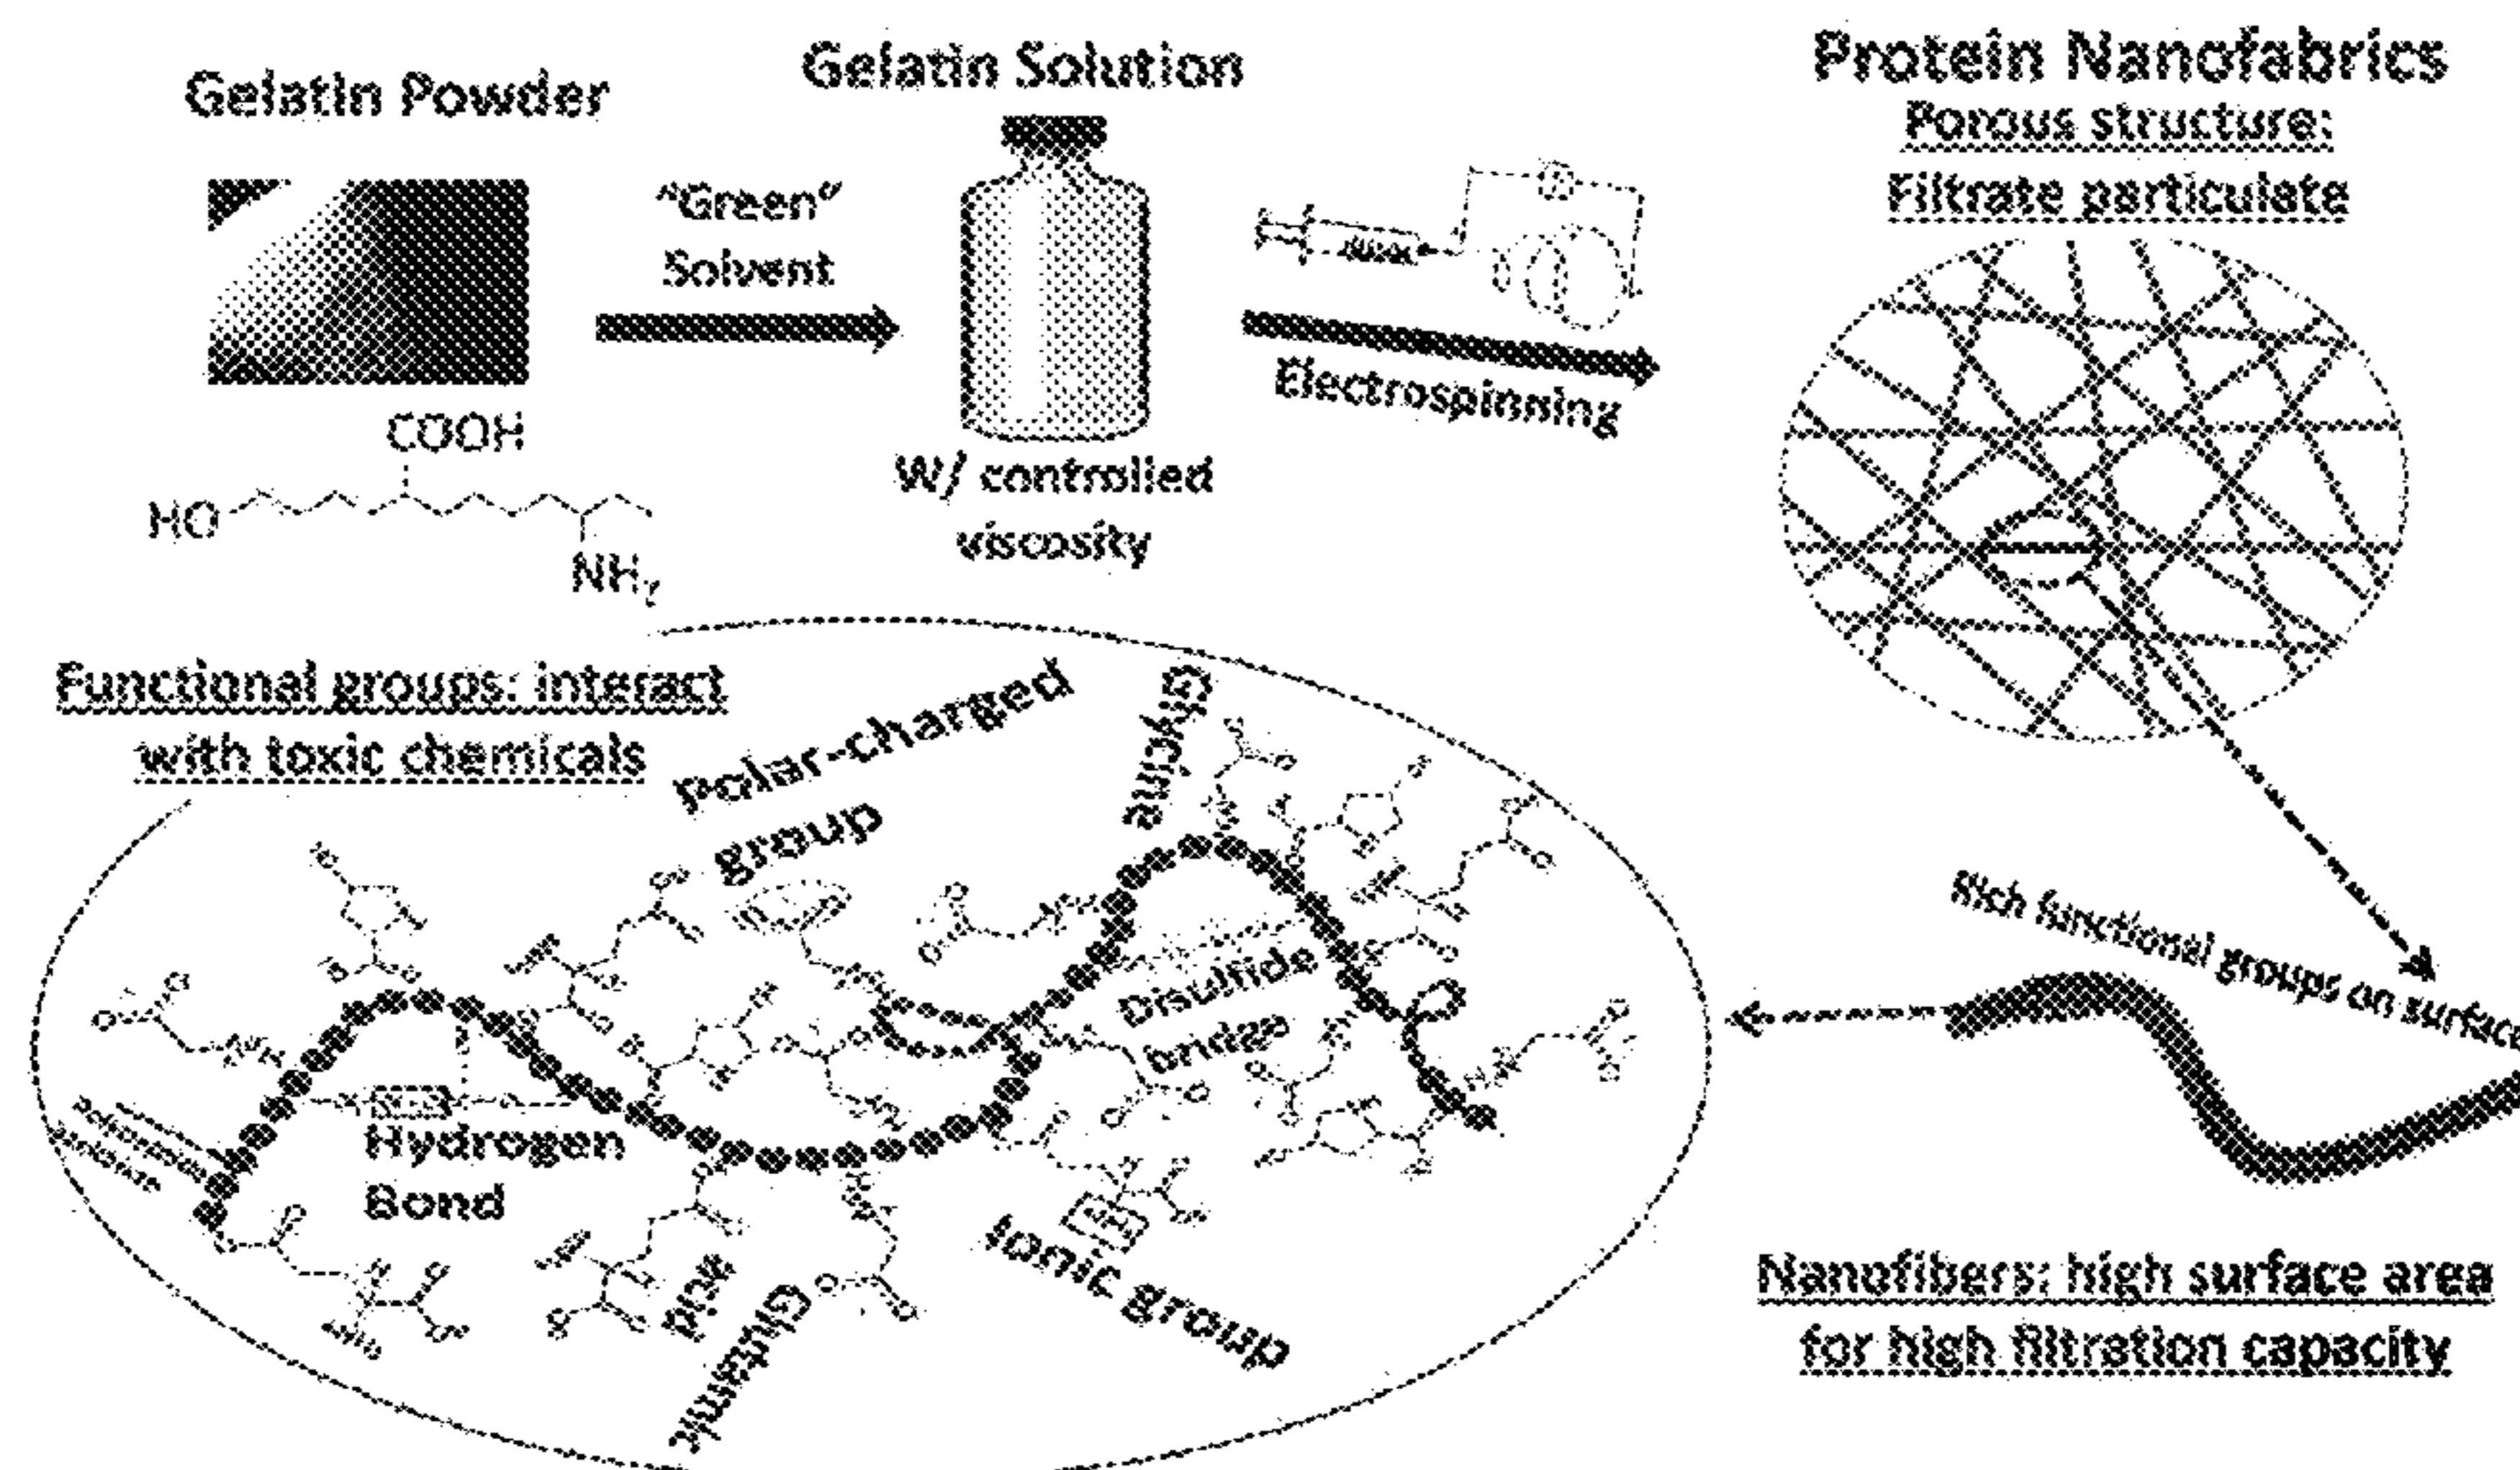 Gelatin Powder
Gelatin Solution
Protein Nanofabrics
Porous structure:
Filtrate particulate
"Green"
Solvent
Electrospinning
COOH
HO
NH2
W/ controlled
viscosity
Functional groups: interact
with toxic chemicals
Polar-charged
group
Glycine
Disulfide
bridge
Hydrogen
Bond
Glutamic
acid
Ionic group
Rich functional groups on surface
Nanofibers: high surface area
for high filtration capacity